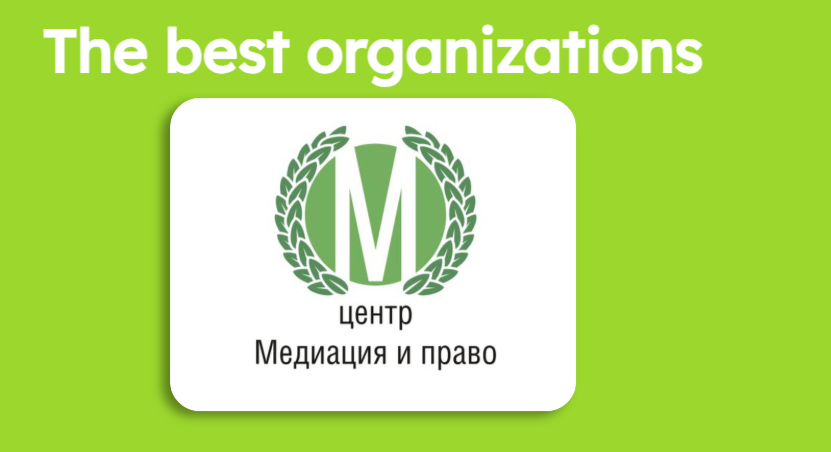 The best organizations
М
центр
Медиация и право